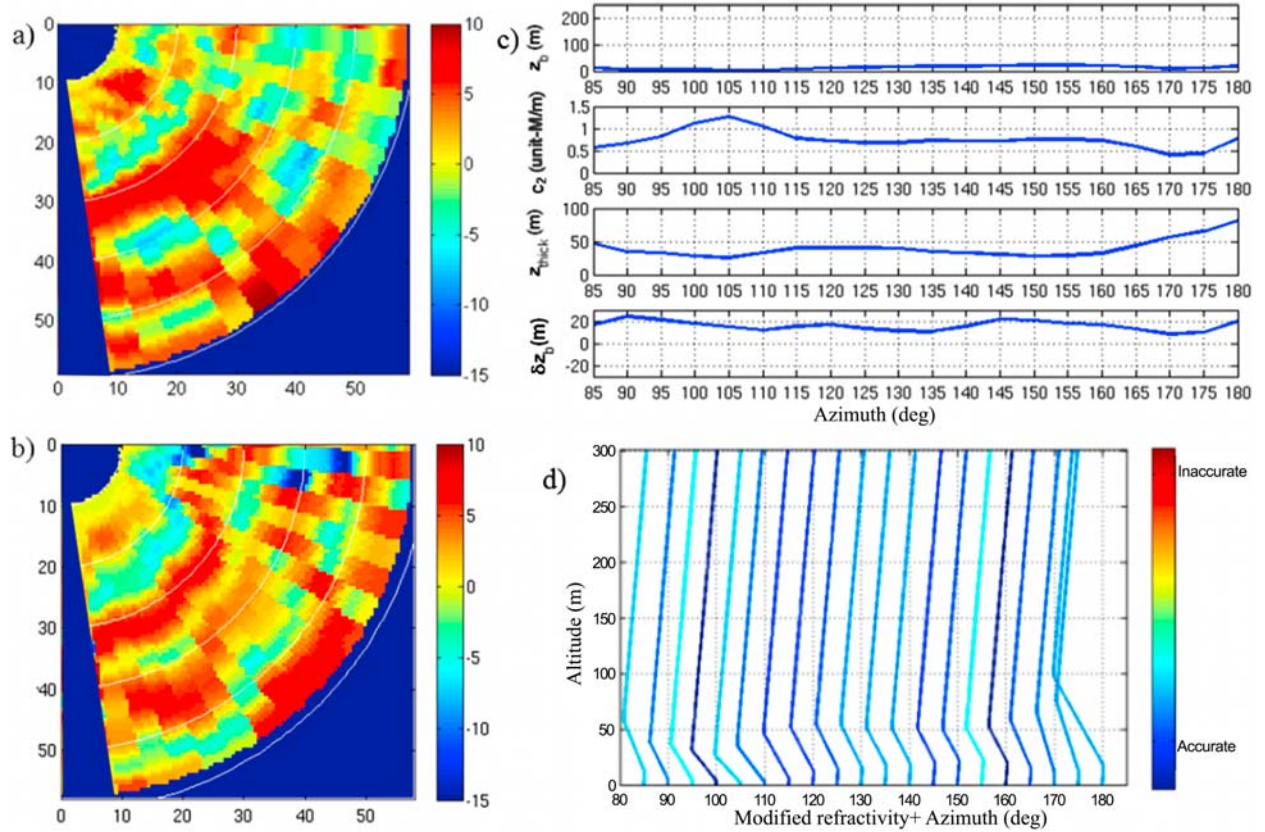 a)
10
5
0
-5
-10
-15
0
10
20
30
40
50
0 10 20 30 40 50
b)
10
5
0
-5
-10
-15
0
10
20
30
40
50
0 10 20 30 40 50
c)
z_b (m)
200
100
0
85 90 95 100 105 110 115 120 125 130 135 140 145 150 155 160 165 170 175 180
c_2 (unit-M/m)
1.5
1
0.5
0
85 90 95 100 105 110 115 120 125 130 135 140 145 150 155 160 165 170 175 180
z_thick (m)
100
50
0
85 90 95 100 105 110 115 120 125 130 135 140 145 150 155 160 165 170 175 180
δz_b(m)
20
0
-20
85 90 95 100 105 110 115 120 125 130 135 140 145 150 155 160 165 170 175 180
Azimuth (deg)
d)
Altitude (m)
300
250
200
150
100
50
0
80 90 100 110 120 130 140 150 160 170 180
Modified refractivity+ Azimuth (deg)
Inaccurate
Accurate